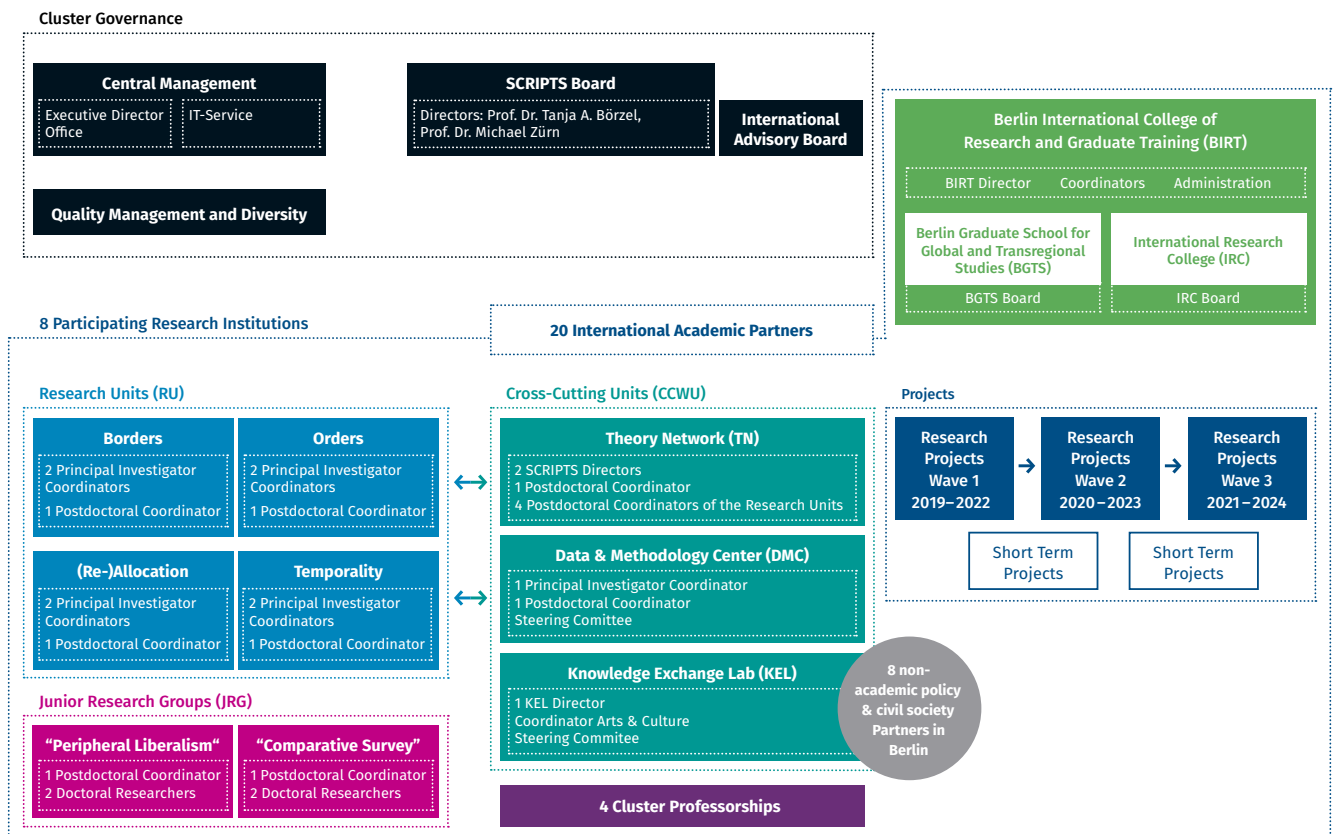 Cluster Governance
Central Management
Executive Director
Office
IT-Service
SCRIPTS Board
Directors: Prof. Dr. Tanja A. Börzel,
Prof. Dr. Michael Zürn,
International
Advisory Board
Quality Management and Diversity
Berlin International College of
Research and Graduate Training (BIRT)
BIRT Director Coordinators Administration
Berlin Graduate School for
Global and Transregional
Studies (BGTS)
BGTS Board
International Research
College (IRC)
IRC Board
8 Participating Research Institutions
20 International Academic Partners
Research Units (RU)
Borders
2 Principal Investigator
Coordinators
1 Postdoctoral Coordinator
Orders
2 Principal Investigator
Coordinators
1 Postdoctoral Coordinator
(Re-)Allocation
2 Principal Investigator
Coordinators
1 Postdoctoral Coordinator
Temporality
2 Principal Investigator
Coordinators
1 Postdoctoral Coordinator
Junior Research Groups (JRG)
“Peripheral Liberalism“
1 Postdoctoral Coordinator
2 Doctoral Researchers
“Comparative Survey”
1 Postdoctoral Coordinator
2 Doctoral Researchers
Cross-Cutting Units (CCWU)
Theory Network (TN)
2 SCRIPTS Directors
1 Postdoctoral Coordinator
4 Postdoctoral Coordinators of the Research Units
Data & Methodology Center (DMC)
1 Principal Investigator Coordinator
1 Postdoctoral Coordinator
Steering Comittee
Knowledge Exchange Lab (KEL)
1 KEL Director
Coordinator Arts & Culture
Steering Commitee
8 non-
academic policy
& civil society
Partners in
Berlin
4 Cluster Professorships
Projects
Research
Projects
Wave 1
2019–2022
Research
Projects
Wave 2
2020–2023
Research
Projects
Wave 3
2021–2024
Short Term
Projects
Short Term
Projects